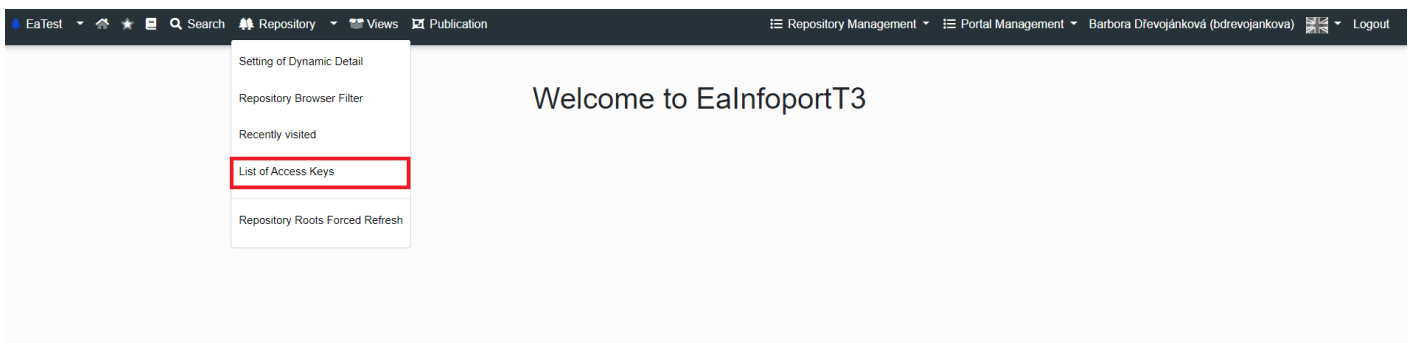 EaTest Search Repository Views Publication Repository Management Portal Management Barbora Dřevojánková (bdrevojankova) Logout
Setting of Dynamic Detail
Repository Browser Filter
Welcome to EaInfoportT3
Recently visited
List of Access Keys
Repository Roots Forced Refresh